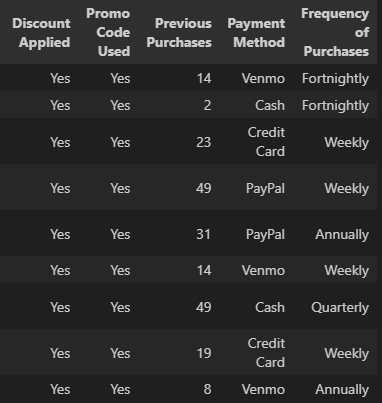 Discount Applied Promo Code Used Previous Purchases Payment Method Frequency of Purchases
Yes Yes 14 Venmo Fortnightly
Yes Yes 2 Cash Fortnightly
Yes Yes 23 Credit Card Weekly
Yes Yes 49 PayPal Weekly
Yes Yes 31 PayPal Annually
Yes Yes 14 Venmo Weekly
Yes Yes 49 Cash Quarterly
Yes Yes 19 Credit Card Weekly
Yes Yes 8 Venmo Annually